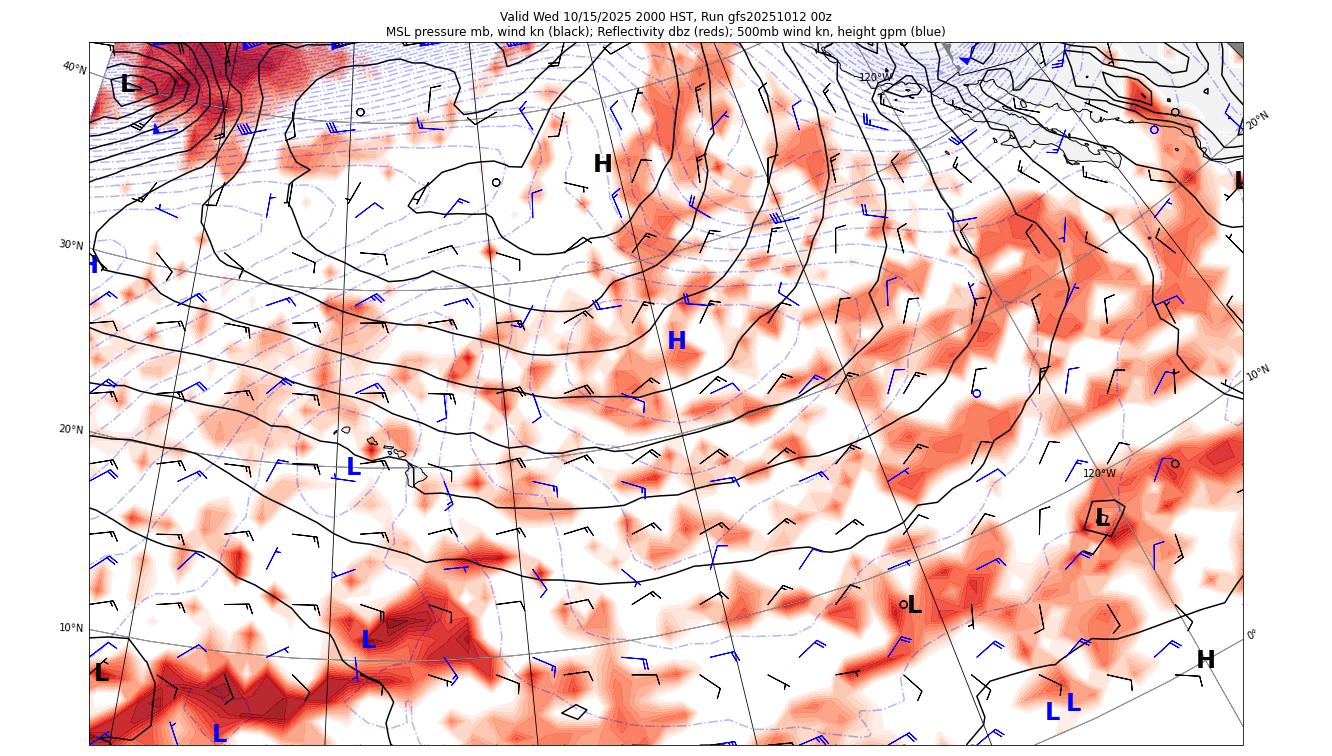 Valid Wed 10/15/2025 2000 HST, Run gfs20251012 00z
MSL pressure mb, wind kn (black); Reflectivity dbz (reds); 500mb wind kn, height gpm (blue)
40°N
120°W
L
20°N
H
L
30°N
H
H
10°N
20°N
L
120°W
L
L
10°N
L
0°
L
H
L
L
L